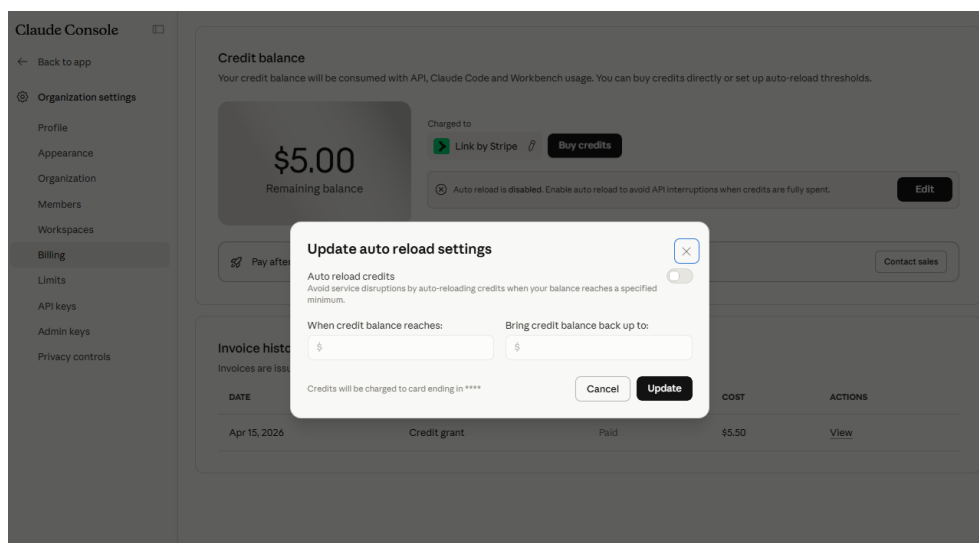 Claude Console
Back to app
Organization settings
Profile
Appearance
Organization
Members
Workspaces
Billing
Limits
API keys
Admin keys
Privacy controls
Credit balance
Your credit balance will be consumed with API, Claude Code and Workbench usage. You can buy credits directly or set up auto-reload thresholds.
$5.00
Remaining balance
Charged to
Link by Stripe
Buy credits
Auto reload is disabled. Enable auto reload to avoid API interruptions when credits are fully spent.
Edit
Pay after
Contact sales
Update auto reload settings
Auto reload credits
Avoid service disruptions by auto-reloading credits when your balance reaches a specified
minimum.
When credit balance reaches:
Bring credit balance back up to:
$
$
Credits will be charged to card ending in ****
Cancel
Update
Invoice histo
Invoices are issu
DATE
COST
ACTIONS
Apr 15, 2026
Credit grant
Paid
$5.50
View